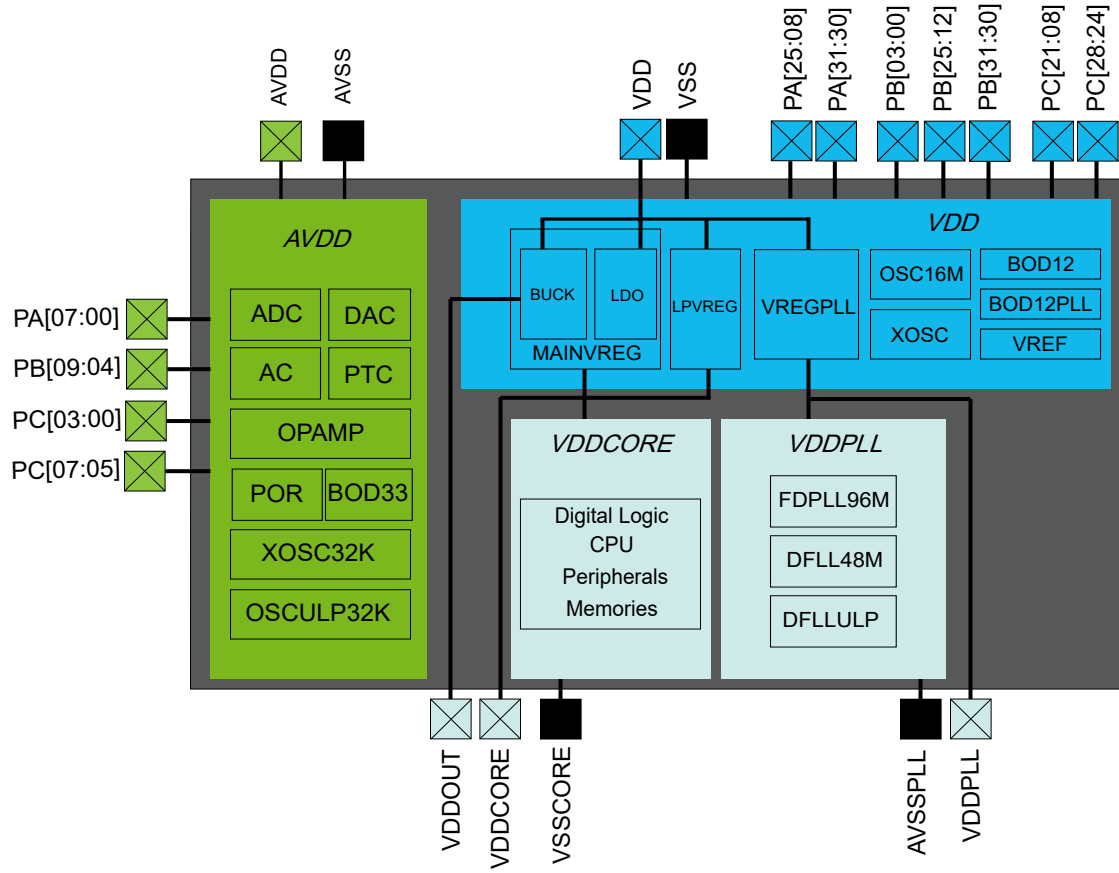 AVDD
AVSS
VDD
VSS
PA[25:08]
PA[31:30]
PB[03:00]
PB[25:12]
PB[31:30]
PC[21:08]
PC[28:24]
PA[07:00]
PB[09:04]
PC[03:00]
PC[07:05]
AVDD
ADC
DAC
AC
PTC
OPAMP
POR
BOD33
XOSC32K
OSCULP32K
VDD
BUCK
LDO
MAINVREG
LPVREG
VREGPLL
OSC16M
XOSC
BOD12
BOD12PLL
VREF
VDDCORE
Digital Logic
CPU
Peripherals
Memories
VDDPLL
FDPLL96M
DFLL48M
DFLLULP
VDDOUT
VDDCORE
VSSCORE
AVSSPLL
VDDPLL